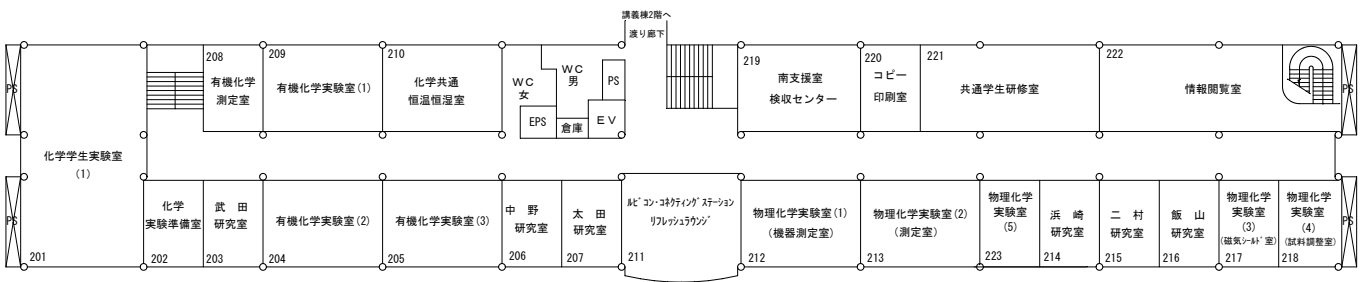 講義棟2階へ
渡り廊下
PS
208
有機化学
測定室
209
有機化学実験室(1)
210
化学共通
恒温恒湿室
WC
女
WC
男
PS
EPS
倉庫
EV
219
南支援室
検収センター
220
コピー
印刷室
221
共通学生研修室
222
情報閲覧室
PS
化学学生実験室
(1)
201
PS
化学
実験準備室
202
武田
研究室
203
有機化学実験室(2)
204
有機化学実験室(3)
205
中野
研究室
206
太田
研究室
207
ルビコン・コネクティングステーション
リフレッシュラウンジ
211
物理化学実験室(1)
(機器測定室)
212
物理化学実験室(2)
(測定室)
213
物理化学
実験室
(5)
223
浜崎
研究室
214
二村
研究室
215
飯山
研究室
216
物理化学
実験室
(3)
(磁気シールド室)
217
物理化学
実験室
(4)
(試料調整室)
218
PS